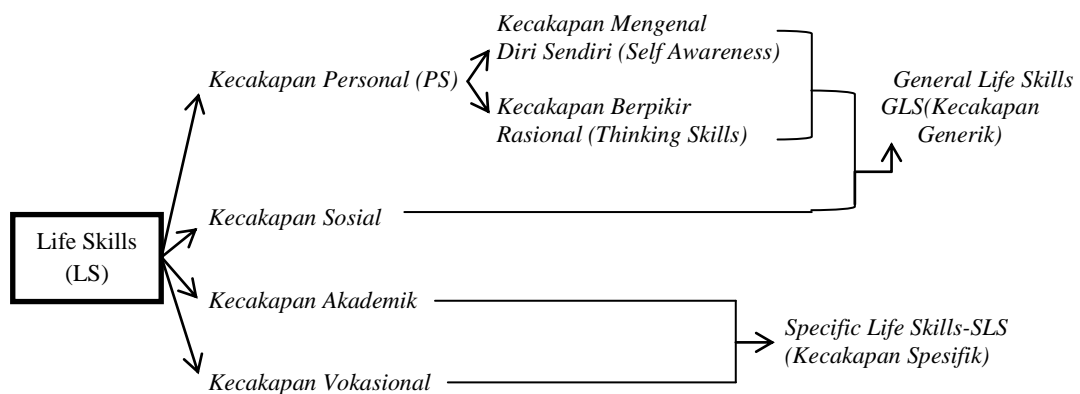 Life Skills
(LS)
Kecakapan Personal (PS)
Kecakapan Mengenal
Diri Sendiri (Self Awareness)
Kecakapan Berpikir
Rasional (Thinking Skills)
General Life Skills
GLS(Kecakapan
Generik)
Kecakapan Sosial
Kecakapan Akademik
Kecakapan Vokasional
Specific Life Skills-SLS
(Kecakapan Spesifik)